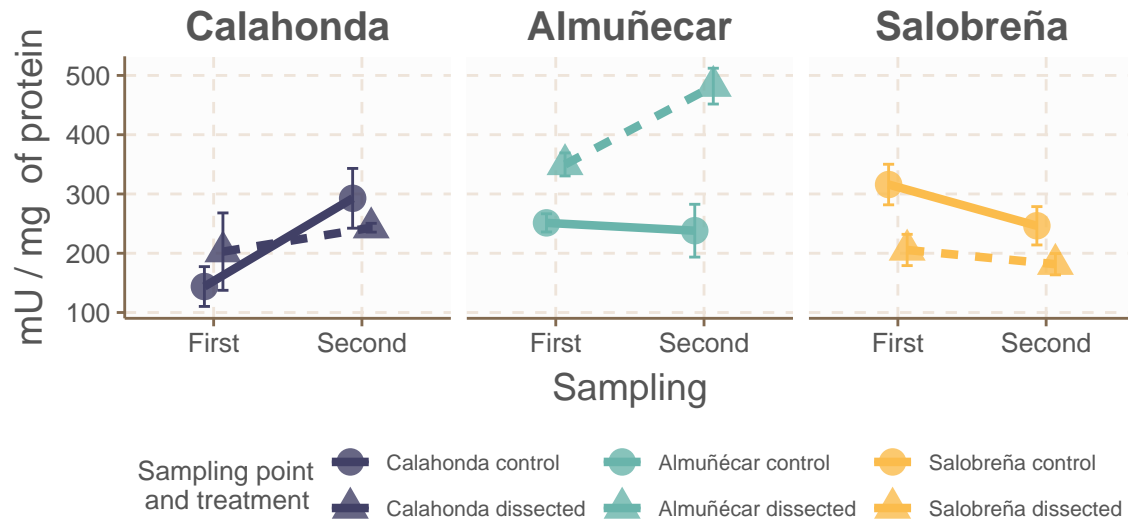 Calahonda Almuñecar Salobreña
mU / mg of protein
500
400
300
200
100
First Second First Second First Second
Sampling
Sampling point
and treatment
Calahonda control Almuñécar control Salobreña control
Calahonda dissected Almuñécar dissected Salobreña dissected